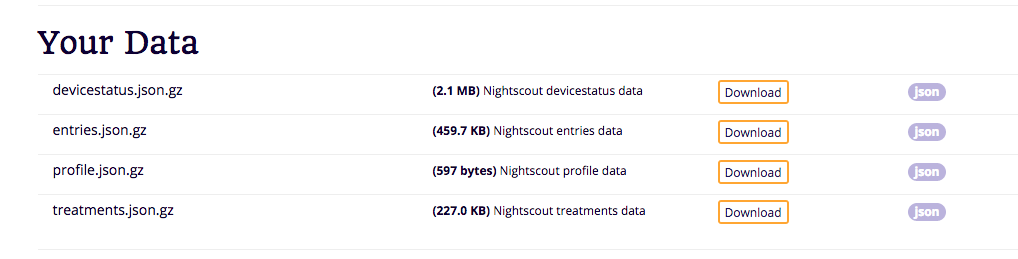 Your Data
devicestatus.json.gz (2.1 MB) Nightscout devicestatus data Download json
entries.json.gz (459.7 KB) Nightscout entries data Download json
profile.json.gz (597 bytes) Nightscout profile data Download json
treatments.json.gz (227.0 KB) Nightscout treatments data Download json